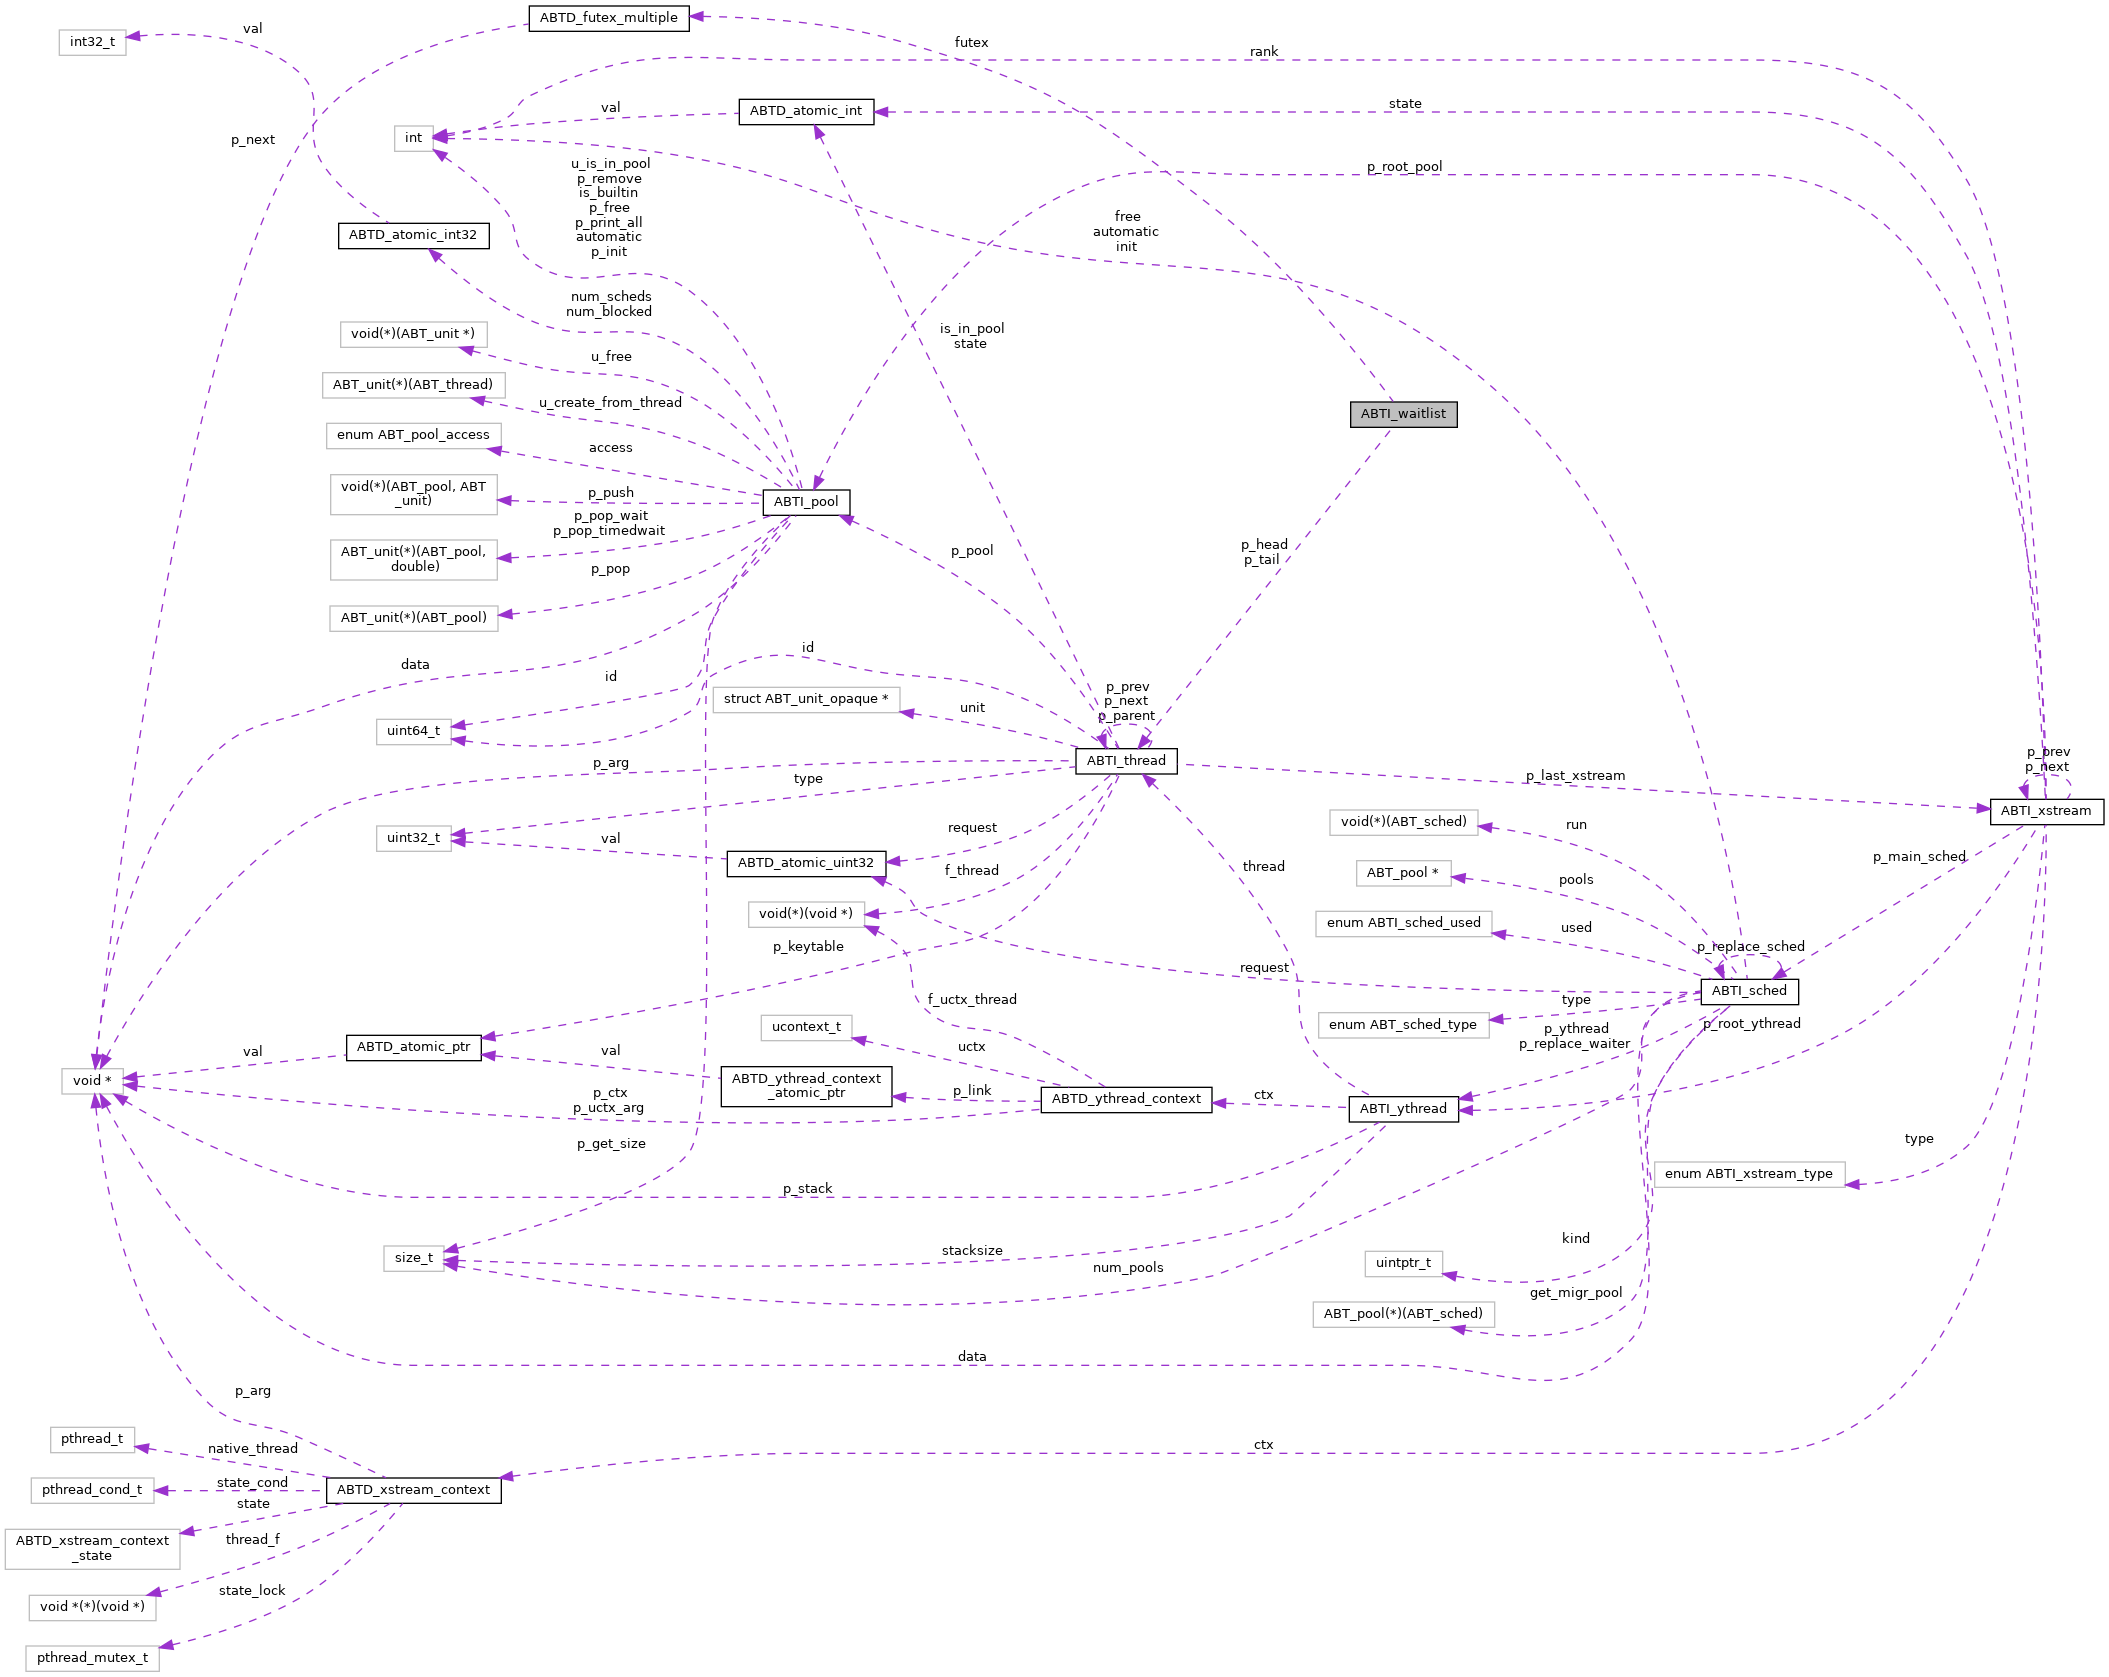 ABTD_futex_multiple
int32_t
val
futex
rank
ABTD_atomic_int
state
val
int
p_next
u_is_in_pool
p_remove
is_builtin
p_free
p_print_all
automatic
p_init
p_root_pool
free
automatic
init
ABTD_atomic_int32
num_scheds
num_blocked
void(*)(ABT_unit *)
is_in_pool
state
u_free
ABT_unit(*)(ABT_thread)
u_create_from_thread
ABTI_waitlist
enum ABT_pool_access
access
void(*)(ABT_pool, ABT
_unit)
p_push
ABTI_pool
p_pop_wait
p_pop_timedwait
ABT_unit(*)(ABT_pool,
double)
p_pool
p_head
p_tail
p_pop
ABT_unit(*)(ABT_pool)
id
data
id
struct ABT_unit_opaque *
unit
p_prev
p_next
p_parent
uint64_t
ABTI_thread
p_arg
type
p_last_xstream
p_prev
p_next
ABTI_xstream
uint32_t
val
request
ABTD_atomic_uint32
void(*)(ABT_sched)
run
f_thread
thread
ABT_pool *
pools
p_main_sched
void(*)(void *)
enum ABTI_sched_used
used
p_keytable
p_replace_sched
request
ABTI_sched
f_uctx_thread
type
enum ABT_sched_type
p_ythread
p_replace_waiter
p_root_ythread
ucontext_t
ABTD_atomic_ptr
val
val
uctx
void *
ABTD_ythread_context
_atomic_ptr
p_link
ABTD_ythread_context
ctx
ABTI_ythread
p_ctx
p_uctx_arg
p_get_size
type
enum ABTI_xstream_type
p_stack
size_t
stacksize
num_pools
kind
uintptr_t
get_migr_pool
ABT_pool(*)(ABT_sched)
data
p_arg
pthread_t
native_thread
ctx
pthread_cond_t
state_cond
ABTD_xstream_context
state
ABTD_xstream_context
_state
thread_f
void *(*)(void *)
state_lock
pthread_mutex_t